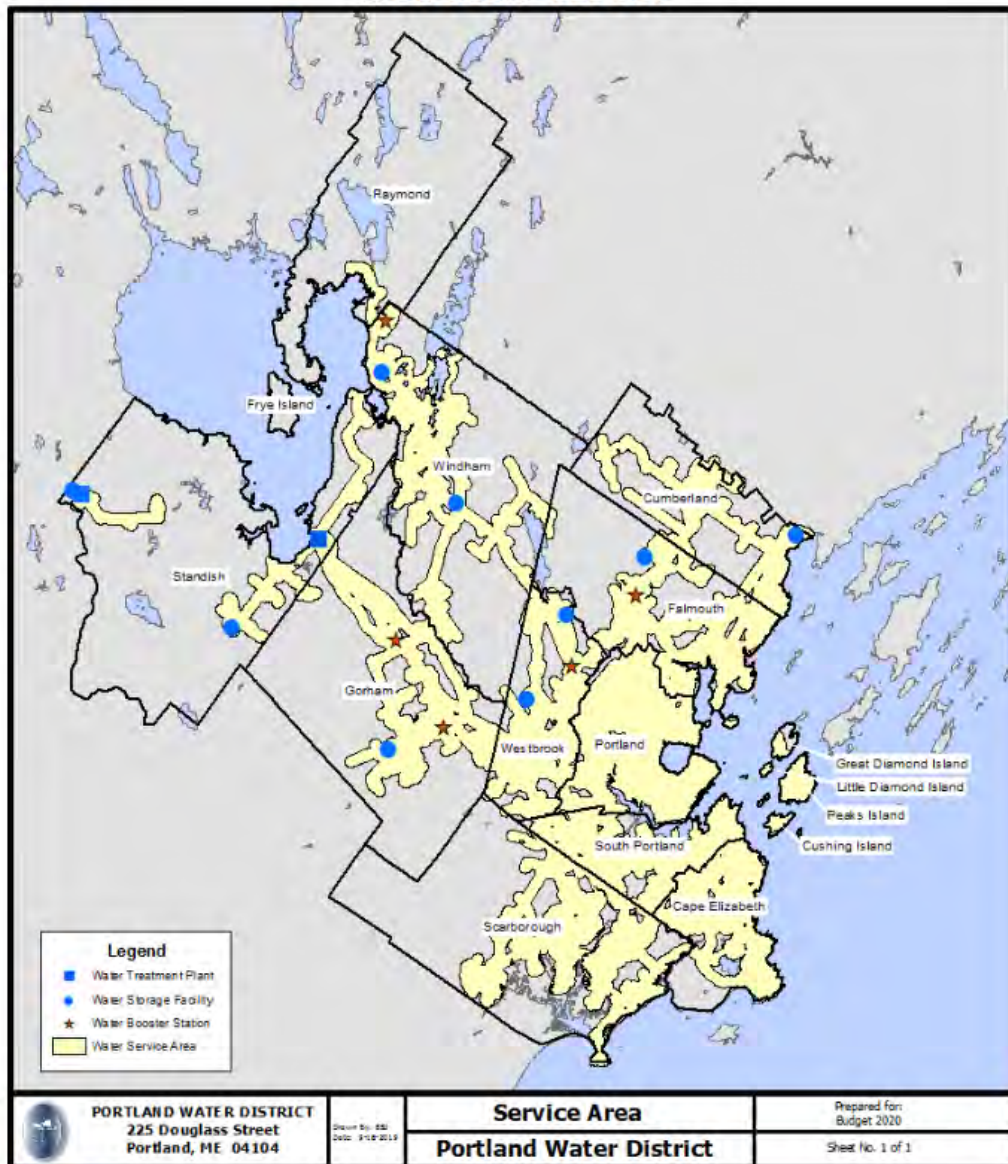 Raymond
Frye Island
Windham
Cumberland
Standish
Falmouth
Gorham
Westbrook
Portland
Great Diamond Island
Little Diamond Island
Peaks Island
Cushing Island
South Portland
Cape Elizabeth
Scarborough
Legend
Water Treatment Plant
Water Storage Facility
Water Booster Station
Water Service Area
PORTLAND WATER DISTRICT
225 Douglass Street
Portland, ME 04104
Drawn By:
Date:
Service Area
Portland Water District
Prepared for:
Budget 2020
Sheet No. 1 of 1